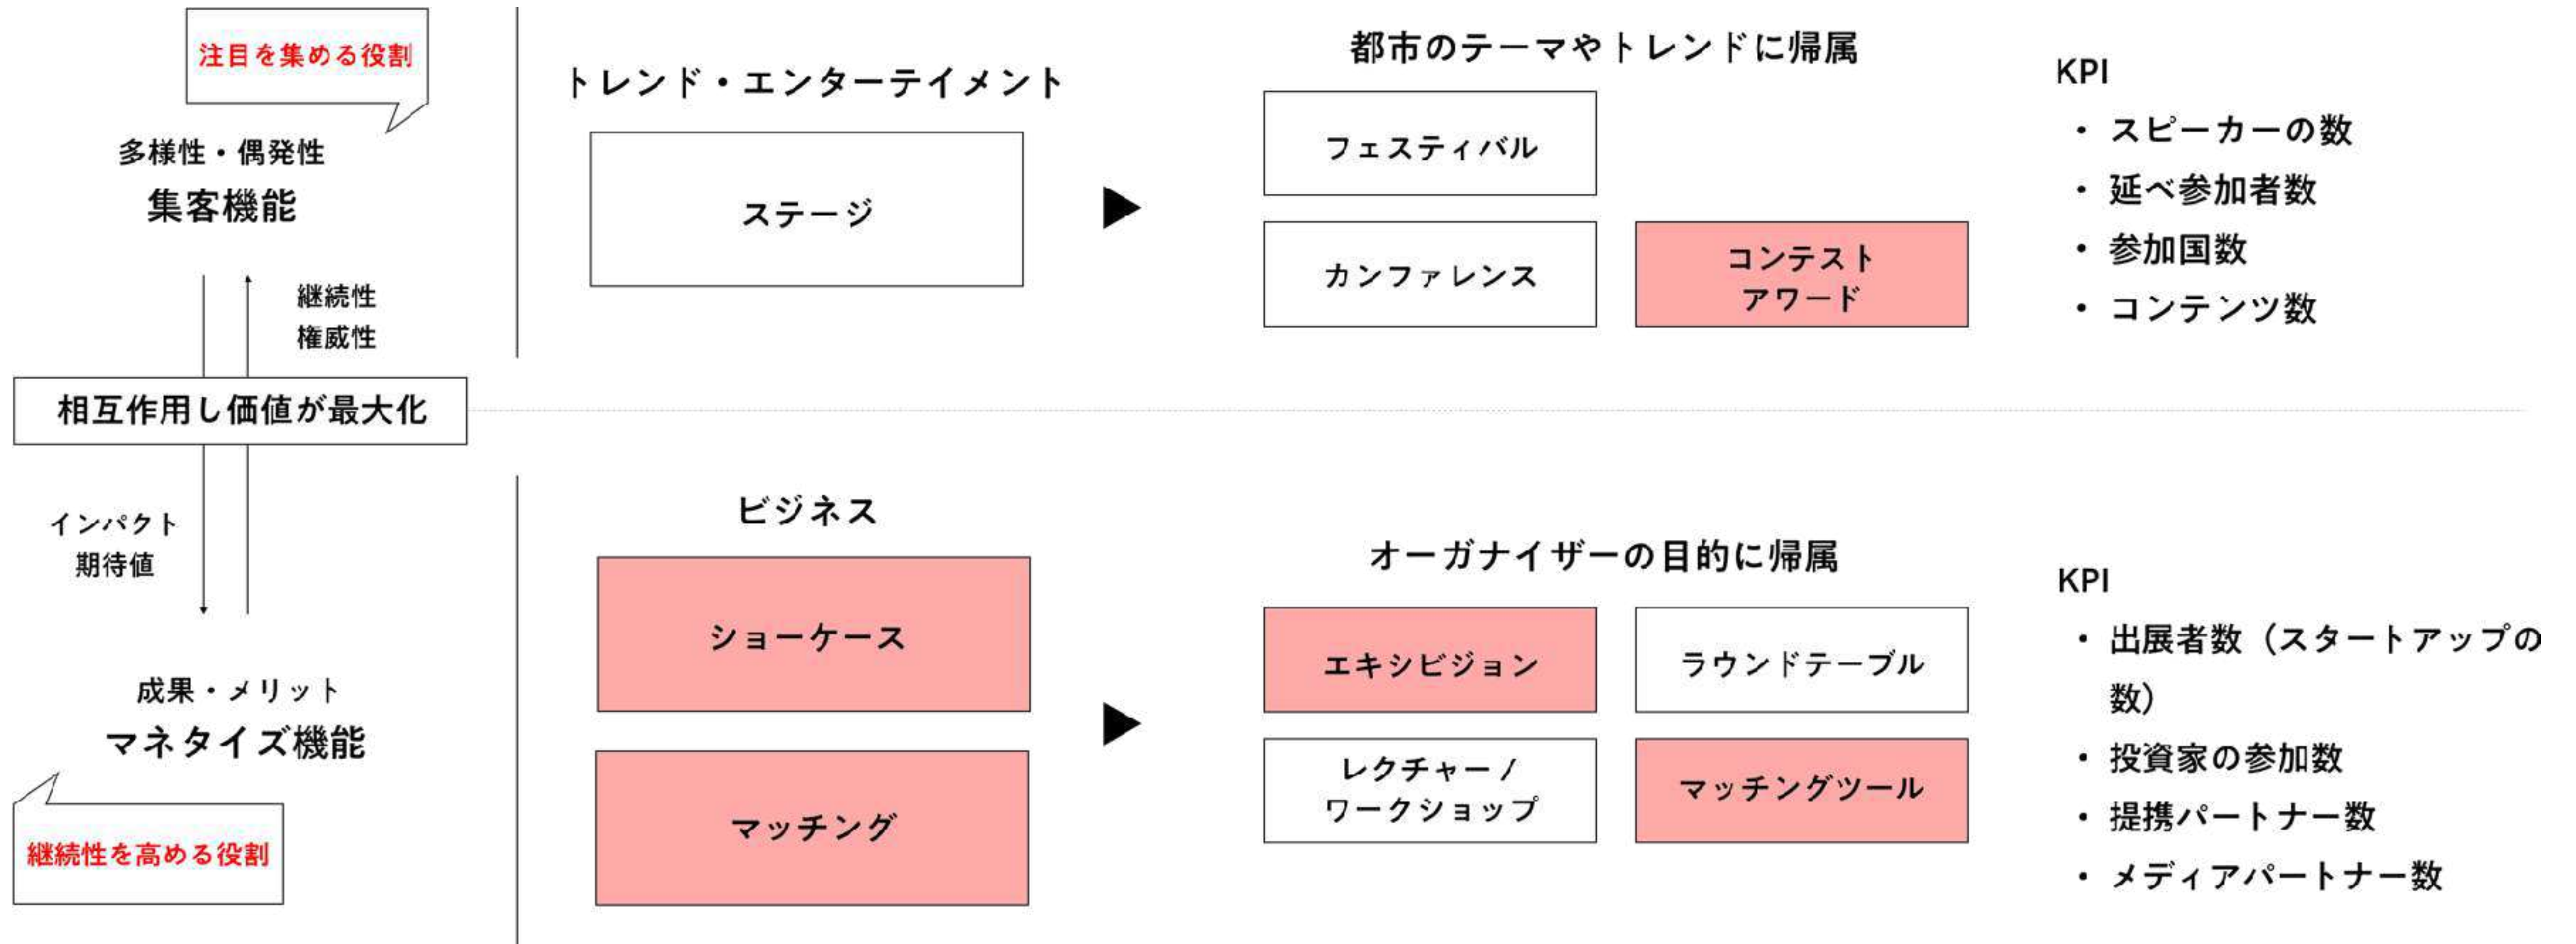 注目を集める役割
多様性・偶発性
集客機能
継続性
権威性
相互作用し価値が最大化
インパクト
期待値
成果・メリット
マネタイズ機能
継続性を高める役割
トレンド・エンターテイメント
ステージ
都市のテーマやトレンドに帰属
フェスティバル
カンファレンス
コンテスト
アワード
KPI
・ スピーカーの数
・ 延べ参加者数
・ 参加国数
・ コンテンツ数
ビジネス
ショーケース
マッチング
オーガナイザーの目的に帰属
エキシビジョン
ラウンドテーブル
レクチャー /
ワークショップ
マッチングツール
KPI
・ 出展者数（スタートアップの
数）
・ 投資家の参加数
・ 提携パートナー数
・ メディアパートナー数